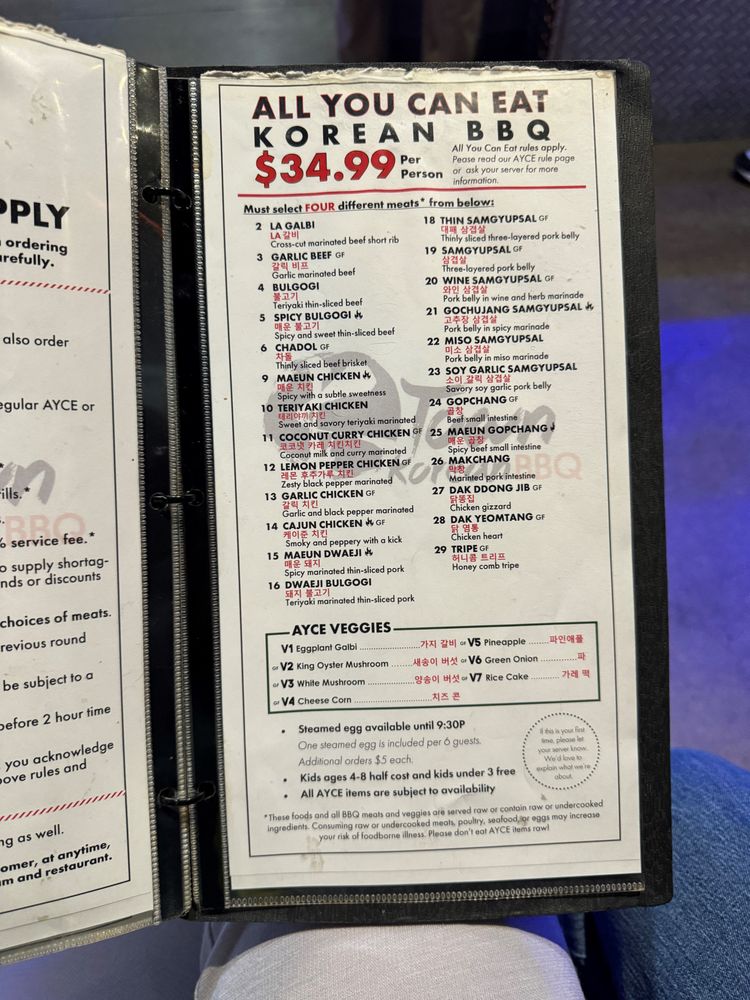 PPLY
ordering
arefully.
also order
egular AYCE or
ills.*
% service fee.*
o supply shortag-
nds or discounts
choices of meats.
revious round
be subject to a
before 2 hour time
you acknowledge
ove rules and
ng as well.
omer, at anytime,
m and restaurant.
ALL YOU CAN EAT
KOREAN BBQ
$34.99 Per Person
All You Can Eat rules apply.
Please read our AYCE rule page
or ask your server for more
information.
Must select FOUR different meats* from below:
2 LA GALBI
LA 갈비
Cross-cut marinated beef short rib
3 GARLIC BEEF GF
갈릭 비프
Garlic marinated beef
4 BULGOGI
불고기
Teriyaki thin-sliced beef
5 SPICY BULGOGI
매운 불고기
Spicy and sweet thin-sliced beef
6 CHADOL GF
차돌
Thinly sliced beef brisket
9 MAEUN CHICKEN
매운 치킨
Spicy with a subtle sweetness
10 TERIYAKI CHICKEN
테리야끼 치킨
Sweet and savory teriyaki marinated
11 COCONUT CURRY CHICKEN GF
코코넛 카레 치킨치킨
Coconut milk and curry marinated
12 LEMON PEPPER CHICKEN GF
레몬 후추가루 치킨
Zesty black pepper marinated
13 GARLIC CHICKEN GF
갈릭 치킨
Garlic and black pepper marinated
14 CAJUN CHICKEN GF
케이준 치킨
Smoky and peppery with a kick
15 MAEUN DWAEJI
매운 돼지
Spicy marinated thin-sliced pork
16 DWAEJI BULGOGI
돼지 불고기
Teriyaki marinated thin-sliced pork
18 THIN SAMGYUPSAL GF
대패 삼겹살
Thinly sliced three-layered pork belly
19 SAMGYUPSAL GF
삼겹살
Three-layered pork belly
20 WINE SAMGYUPSAL GF
와인 삼겹살
Pork belly in wine and herb marinade
21 GOCHUJANG SAMGYUPSAL
고추장 삼겹살
Pork belly in spicy marinade
22 MISO SAMGYUPSAL
미소 삼겹살
Pork belly in miso marinade
23 SOY GARLIC SAMGYUPSAL
소이 갈릭 삼겹살
Savory soy garlic pork belly
24 GOPCHANG GF
곱창
Beef small intestine
25 MAEUN GOPCHANG
매운 곱창
Spicy beef small intestine
26 MAKCHANG
막창
Marinted pork intestine
27 DAK DDONG JIB GF
닭똥집
Chicken gizzard
28 DAK YEOMTANG GF
닭 염통
Chicken heart
29 TRIPE GF
허니콤 트리프
Honey comb tripe
Korean BBQ
AYCE VEGGIES
V1 Eggplant Galbi ........................가지 갈비 or V5 Pineapple ........파인애플
or V2 King Oyster Mushroom ........새송이 버섯 or V6 Green Onion ...............파
or V3 White Mushroom ....................양송이 버섯 or V7 Rice Cake ........... 가레 떡
or V4 Cheese Corn ..............................치즈 콘
• Steamed egg available until 9:30P
One steamed egg is included per 6 guests.
Additional orders $5 each.
• Kids ages 4-8 half cost and kids under 3 free
• All AYCE items are subject to availability
If this is your first
time, please let
your server know.
We'd love to
explain what we're
about.
*These foods and all BBQ meats and veggies are served raw or contain raw or undercooked
ingredients. Consuming raw or undercooked meats, poultry, seafood, or eggs may increase
your risk of foodborne illness. Please don't eat AYCE items raw!